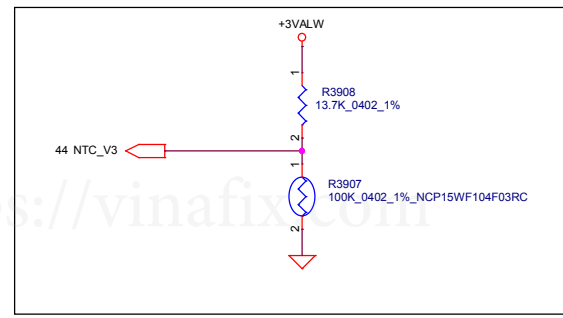 +3VALW
1
R3908
13.7K_0402_1%
2
44 NTC_V3
1
R3907
100K_0402_1%_NCP15WF104F03RC
s://vinafix.com
2